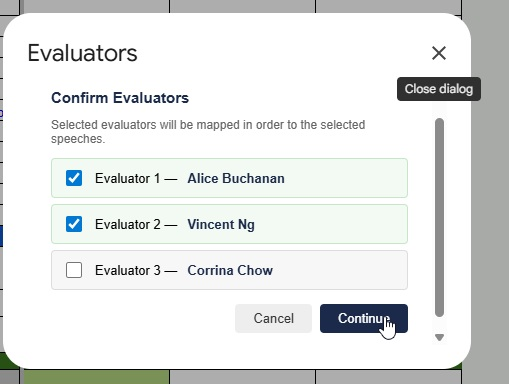 Evaluators
Close dialog
Confirm Evaluators
Selected evaluators will be mapped in order to the selected
speeches.
Evaluator 1 — Alice Buchanan
Evaluator 2 — Vincent Ng
Evaluator 3 — Corrina Chow
Cancel Continue